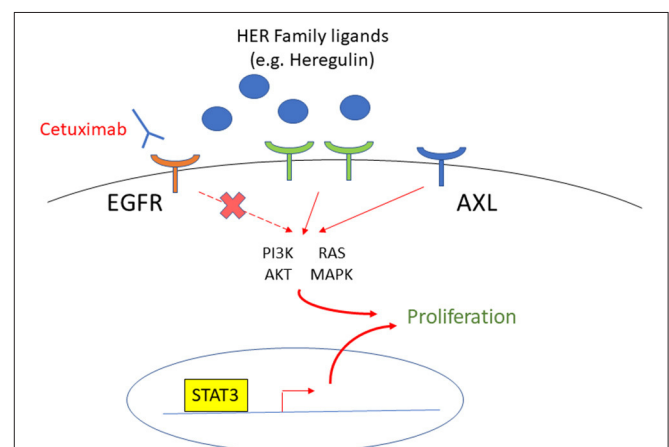 HER Family ligands
(e.g. Heregulin)
Cetuximab
EGFR
AXL
PI3K RAS
AKT MAPK
Proliferation
STAT3